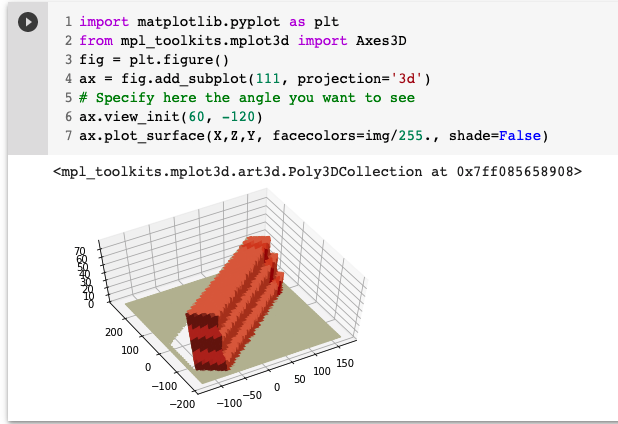 1 import matplotlib.pyplot as plt
2 from mpl_toolkits.mplot3d import Axes3D
3 fig = plt.figure()
4 ax = fig.add_subplot(111, projection='3d')
5 # Specify here the angle you want to see
6 ax.view_init(60, -120)
7 ax.plot_surface(X,Z,Y, facecolors=img/255., shade=False)
<mpl_toolkits.mplot3d.art3d.Poly3DCollection at 0x7ff085658908>
70
60
50
40
30
20
10
0
200
100
0
−100
−200
−100
−50
0
50
100
150